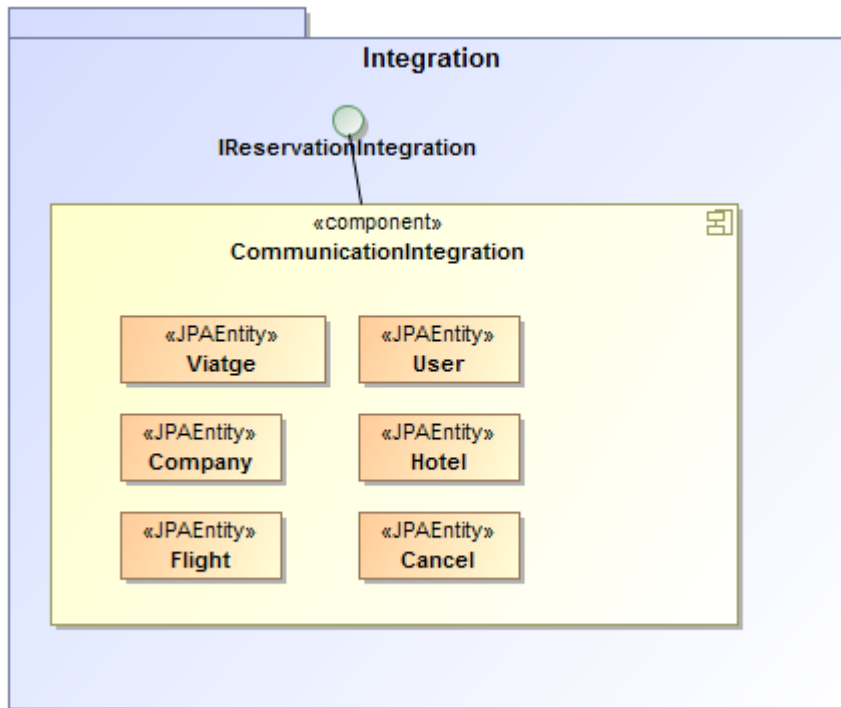 Integration
IReservationIntegration
«component»
CommunicationIntegration
«JPAEntity»
Viatge
«JPAEntity»
User
«JPAEntity»
Company
«JPAEntity»
Hotel
«JPAEntity»
Flight
«JPAEntity»
Cancel